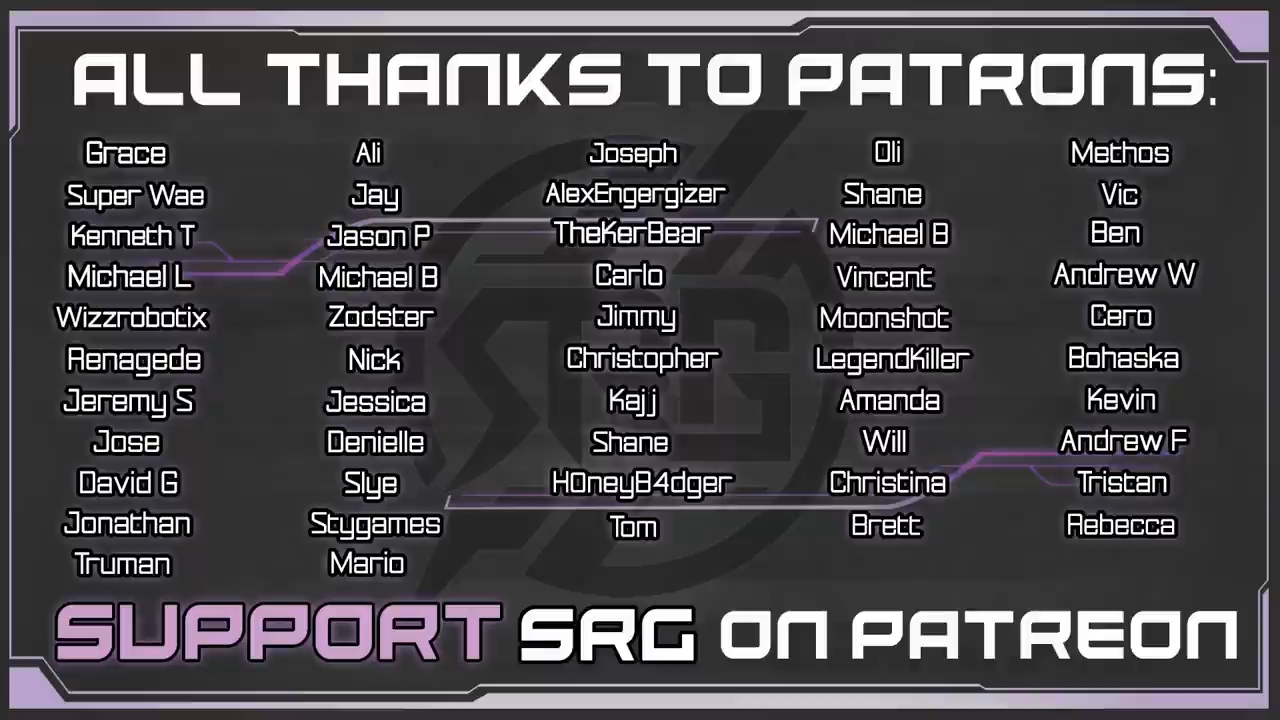 ALL THANKS TO PATRONS:
Grace Ali Joseph Oli Methos
Super Wae Jay AlexEngergizer Shane Vic
Kenneth T Jason P TheKerBear Michael B Ben
Michael L Michael B Carlo Vincent Andrew W
Wizzrobotix Zodster Jimmy Moonshot Cero
Renagede Nick Christopher LegendKiller Bohaska
Jeremy S Jessica Kajj Amanda Kevin
Jose Denielle Shane Will Andrew F
David G Slye H0neyB4dger Christina Tristan
Jonathan Stygames Tom Brett Rebecca
Truman Mario
SUPPORT SRG ON PATREON